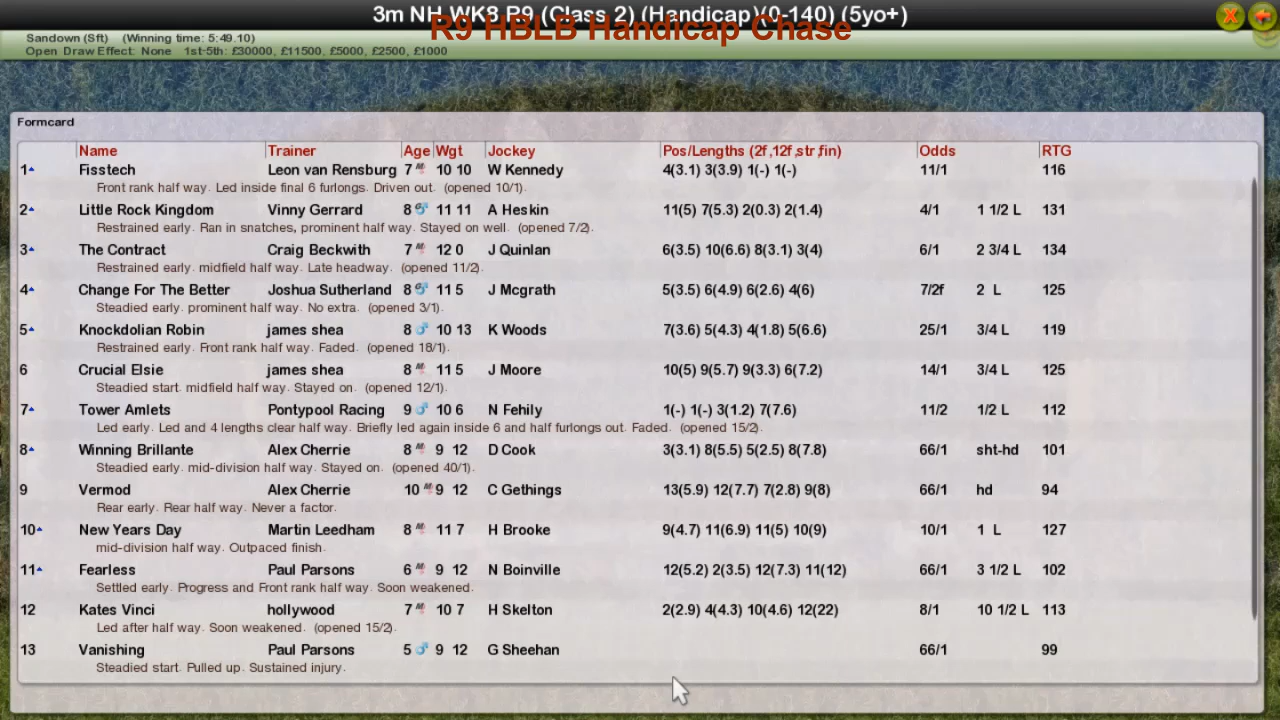 3m NH WK8 R9 (Class 2) (Handicap)(0-140) (5yo+)
R9 HBLB Handicap Chase
Sandown (Sft) (Winning time: 5:49.10)
Open Draw Effect: None 1st-5th: £30000, £11500, £5000, £2500, £1000
Formcard
Name Trainer Age Wgt Jockey Pos/Lengths (2f,12f,str,fin) Odds RTG
1 Fisstech Leon van Rensburg 7 10 10 W Kennedy 4(3.1) 3(3.9) 1(-) 1(-) 11/1 116
Front rank half way. Led inside final 6 furlongs. Driven out. (opened 10/1).
2 Little Rock Kingdom Vinny Gerrard 8 11 11 A Heskin 11(5) 7(5.3) 2(0.3) 2(1.4) 4/1 1 1/2 L 131
Restrained early. Ran in snatches, prominent half way. Stayed on well. (opened 7/2).
3 The Contract Craig Beckwith 7 12 0 J Quinlan 6(3.5) 10(6.6) 8(3.1) 3(4) 6/1 2 3/4 L 134
Restrained early. midfield half way. Late headway. (opened 11/2).
4 Change For The Better Joshua Sutherland 8 11 5 J Mcgrath 5(3.5) 6(4.9) 6(2.6) 4(6) 7/2f 2 L 125
Steadied early. prominent half way. No extra. (opened 3/1).
5 Knockdolian Robin james shea 8 10 13 K Woods 7(3.6) 5(4.3) 4(1.8) 5(6.6) 25/1 3/4 L 119
Restrained early. Front rank half way. Faded. (opened 18/1).
6 Crucial Elsie james shea 8 11 5 J Moore 10(5) 9(5.7) 9(3.3) 6(7.2) 14/1 3/4 L 125
Steadied start. midfield half way. Stayed on. (opened 12/1).
7 Tower Amlets Pontypool Racing 9 10 6 N Fehily 1(-) 1(-) 3(1.2) 7(7.6) 11/2 1/2 L 112
Led early. Led and 4 lengths clear half way. Briefly led again inside 6 and half furlongs out. Faded. (opened 15/2).
8 Winning Brillante Alex Cherrie 8 9 12 D Cook 3(3.1) 8(5.5) 5(2.5) 8(7.8) 66/1 sht-hd 101
Steadied early. mid-division half way. Stayed on. (opened 40/1).
9 Vermod Alex Cherrie 10 9 12 C Gethings 13(5.9) 12(7.7) 7(2.8) 9(8) 66/1 hd 94
Rear early. Rear half way. Never a factor.
10 New Years Day Martin Leedham 8 11 7 H Brooke 9(4.7) 11(6.9) 11(5) 10(9) 10/1 1 L 127
mid-division half way. Outpaced finish.
11 Fearless Paul Parsons 6 9 12 N Boinville 12(5.2) 2(3.5) 12(7.3) 11(12) 66/1 3 1/2 L 102
Settled early. Progress and Front rank half way. Soon weakened.
12 Kates Vinci hollywood 7 10 7 H Skelton 2(2.9) 4(4.3) 10(4.6) 12(22) 8/1 10 1/2 L 113
Led after half way. Soon weakened. (opened 15/2).
13 Vanishing Paul Parsons 5 9 12 G Sheehan 66/1 99
Steadied start. Pulled up. Sustained injury.